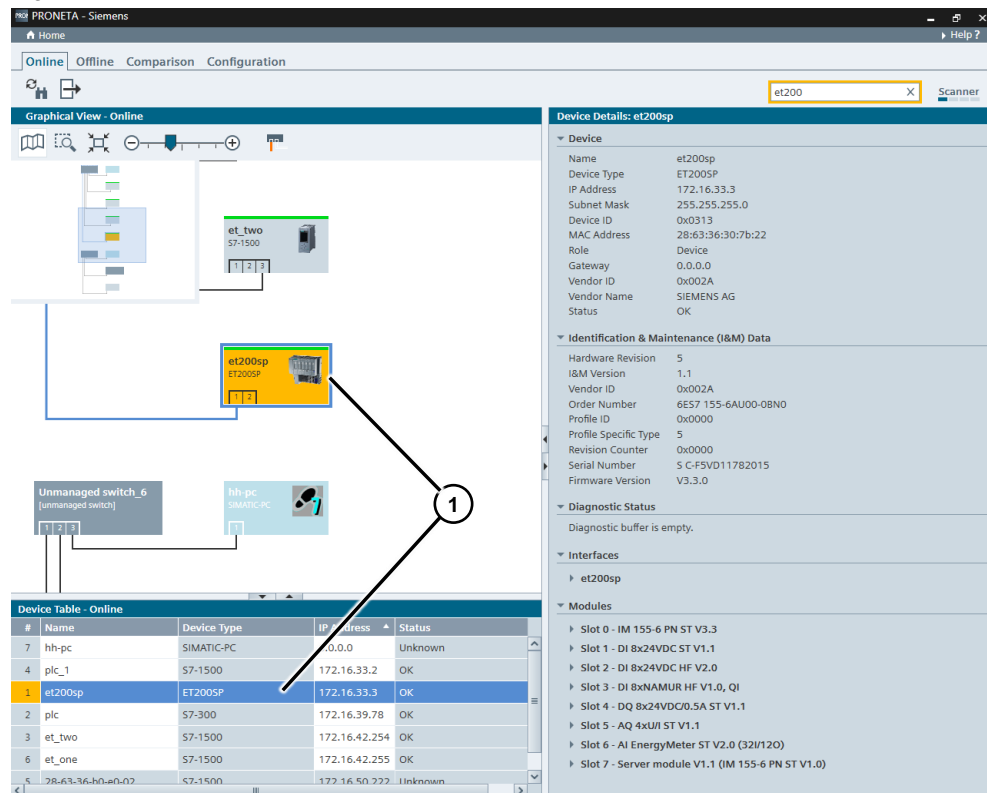 PRONETA - Siemens
Home
Help ?
Online Offline Comparison Configuration
et200 X Scanner
Graphical View - Online
et_two
S7-1500
1 2 3
et200sp
ET200SP
1 2
Unmanaged switch_6
[unmanaged switch]
1 2 3
hh-pc
SIMATIC-PC
1
1
Device Table - Online
# Name Device Type IP Address Status
7 hh-pc SIMATIC-PC .0.0.0 Unknown
4 plc_1 S7-1500 172.16.33.2 OK
1 et200sp ET200SP 172.16.33.3 OK
2 plc S7-300 172.16.39.78 OK
3 et_two S7-1500 172.16.42.254 OK
6 et_one S7-1500 172.16.42.255 OK
5 28-63-36-b0-e0-02 S7-1500 172.16.50.222 Unknown
Device Details: et200sp
Device
Name et200sp
Device Type ET200SP
IP Address 172.16.33.3
Subnet Mask 255.255.255.0
Device ID 0x0313
MAC Address 28:63:36:30:7b:22
Role Device
Gateway 0.0.0.0
Vendor ID 0x002A
Vendor Name SIEMENS AG
Status OK
Identification & Maintenance (I&M) Data
Hardware Revision 5
I&M Version 1.1
Vendor ID 0x002A
Order Number 6ES7 155-6AU00-0BN0
Profile ID 0x0000
Profile Specific Type 5
Revision Counter 0x0000
Serial Number S C-F5VD11782015
Firmware Version V3.3.0
Diagnostic Status
Diagnostic buffer is empty.
Interfaces
et200sp
Modules
Slot 0 - IM 155-6 PN ST V3.3
Slot 1 - DI 8x24VDC ST V1.1
Slot 2 - DI 8x24VDC HF V2.0
Slot 3 - DI 8xNAMUR HF V1.0, QI
Slot 4 - DQ 8x24VDC/0.5A ST V1.1
Slot 5 - AQ 4xU/I ST V1.1
Slot 6 - AI EnergyMeter ST V2.0 (32I/12O)
Slot 7 - Server module V1.1 (IM 155-6 PN ST V1.0)